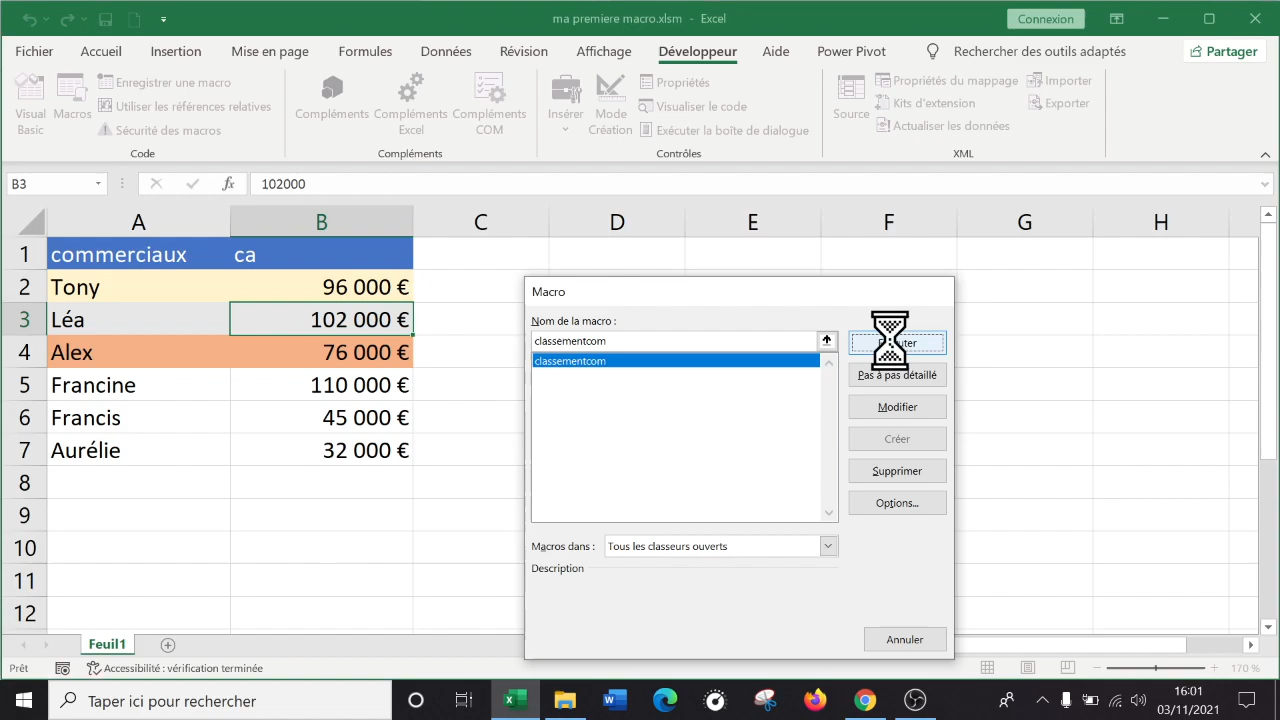 ma premiere macro.xlsm - Excel
Connexion
Fichier Accueil Insertion Mise en page Formules Données Révision Affichage Développeur Aide Power Pivot Rechercher des outils adaptés Partager
Visual Basic
Macros
Enregistrer une macro
Utiliser les références relatives
Sécurité des macros
Code
Compléments
Compléments Excel
Compléments COM
Compléments
Insérer
Mode Création
Propriétés
Visualiser le code
Exécuter la boîte de dialogue
Contrôles
Source
Propriétés du mappage
Kits d'extension
Actualiser les données
Importer
Exporter
XML
B3 fx 102000
A B C D E F G H
1 commerciaux ca
2 Tony 96 000 €
3 Léa 102 000 €
4 Alex 76 000 €
5 Francine 110 000 €
6 Francis 45 000 €
7 Aurélie 32 000 €
8
9
10
11
12
Macro
Nom de la macro :
classementcom
classementcom
Pas à pas détaillé
Modifier
Créer
Supprimer
Options...
Macros dans : Tous les classeurs ouverts
Description
Annuler
Feuil1
Prêt
Accessibilité : vérification terminée
170 %
Taper ici pour rechercher
16:01
03/11/2021